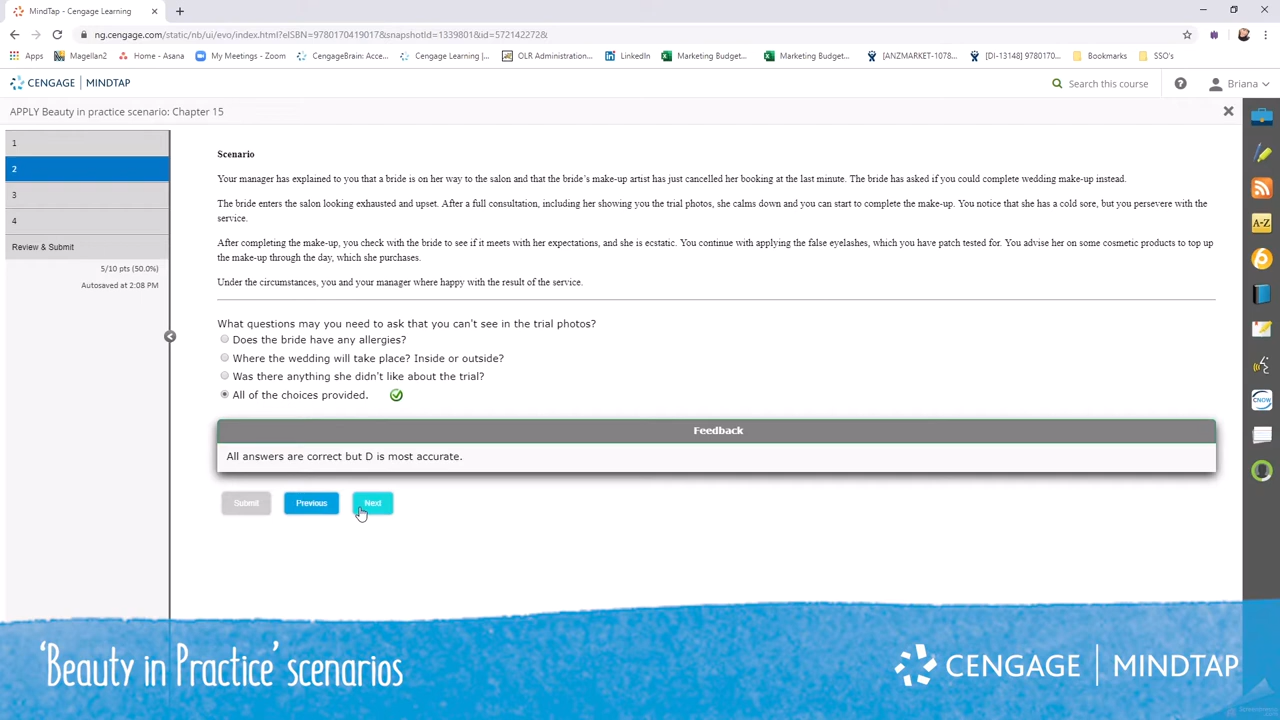 MindTap - Cengage Learning
ng.cengage.com/static/nb/ui/evo/index.html?eISBN=9780170419017&snapshotId=1339801&id=572142272&
Apps Magellan2 Home - Asana My Meetings - Zoom CengageBrain: Acce... Cengage Learning |... OLR Administration... LinkedIn Marketing Budget... Marketing Budget... [ANZMARKET-1078... [DI-13148] 9780170... Bookmarks SSO's
CENGAGE | MINDTAP Search this course Briana
APPLY Beauty in practice scenario: Chapter 15
1
2
3
4
Review & Submit
5/10 pts (50.0%)
Autosaved at 2:08 PM
Scenario
Your manager has explained to you that a bride is on her way to the salon and that the bride's make-up artist has just cancelled her booking at the last minute. The bride has asked if you could complete wedding make-up instead.
The bride enters the salon looking exhausted and upset. After a full consultation, including her showing you the trial photos, she calms down and you can start to complete the make-up. You notice that she has a cold sore, but you persevere with the
service.
After completing the make-up, you check with the bride to see if it meets with her expectations, and she is ecstatic. You continue with applying the false eyelashes, which you have patch tested for. You advise her on some cosmetic products to top up
the make-up through the day, which she purchases.
Under the circumstances, you and your manager where happy with the result of the service.
What questions may you need to ask that you can't see in the trial photos?
Does the bride have any allergies?
Where the wedding will take place? Inside or outside?
Was there anything she didn't like about the trial?
All of the choices provided.
Feedback
All answers are correct but D is most accurate.
Submit Previous Next
A-Z
CNOW
'Beauty in Practice' scenarios
CENGAGE | MINDTAP